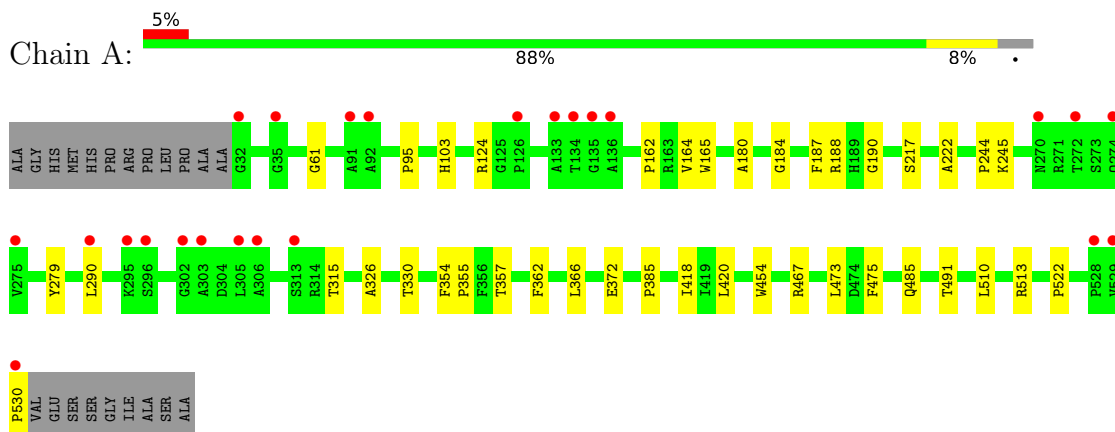 5%
Chain A:
88% 8% •
ALA GLY HIS MET HIS PRO ARG PRO LEU PRO ALA ALA G32 G35 G61 A91 A92 P95 H103 R124 G125 P126 A133 T134 G135 A136 P162 R163 V164 W165 A180 G184 F187 R188 H189 G190 S217 A222 P244 K245 N270 R271 T272 S273
V275 Y279 L290 K295 S296 G302 A303 D304 L305 A306 S313 R314 T315 A326 T330 F354 P355 F356 T357 F362 L366 E372 P385 I418 I419 L420 W454 R467 L473 D474 F475 Q485 T491 L510 R513 P522 P528 V529
P530 VAL GLU SER SER GLY ILE ALA SER ALA